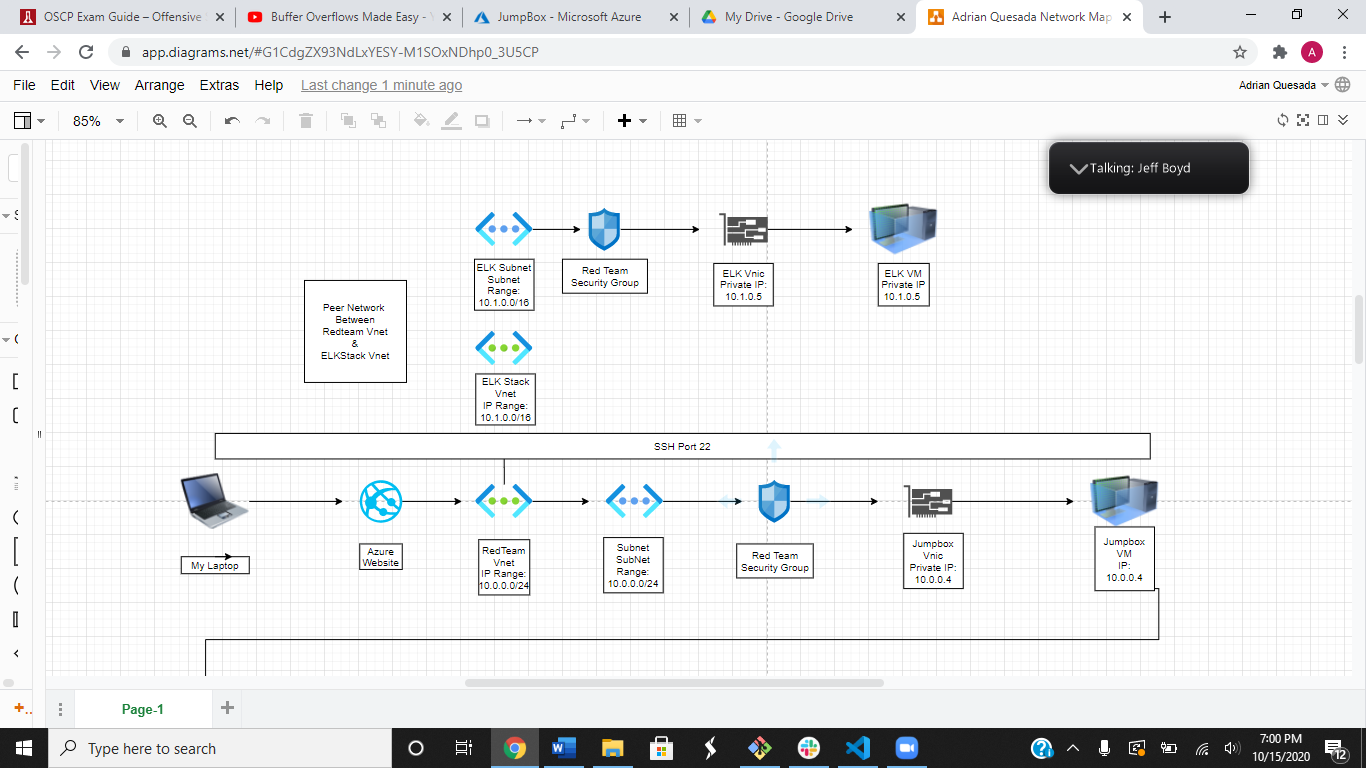 OSCP Exam Guide – Offensive
Buffer Overflows Made Easy -
JumpBox - Microsoft Azure
My Drive - Google Drive
Adrian Quesada Network Map
app.diagrams.net/#G1CdgZX93NdLxYESY-M1SOxNDhp0_3U5CP
A
File Edit View Arrange Extras Help Last change 1 minute ago
Adrian Quesada
85%
Talking: Jeff Boyd
ELK Subnet
Subnet
Range:
10.1.0.0/16
Red Team
Security Group
ELK Vnic
Private IP:
10.1.0.5
ELK VM
Private IP
10.1.0.5
Peer Network
Between
Redteam Vnet
&
ELKStack Vnet
ELK Stack
Vnet
IP Range:
10.1.0.0/16
SSH Port 22
My Laptop
Azure
Website
RedTeam
Vnet
IP Range:
10.0.0.0/24
Subnet
SubNet
Range:
10.0.0.0/24
Red Team
Security Group
Jumpbox
Vnic
Private IP:
10.0.0.4
Jumpbox
VM
IP:
10.0.0.4
Page-1
Type here to search
7:00 PM
10/15/2020
12